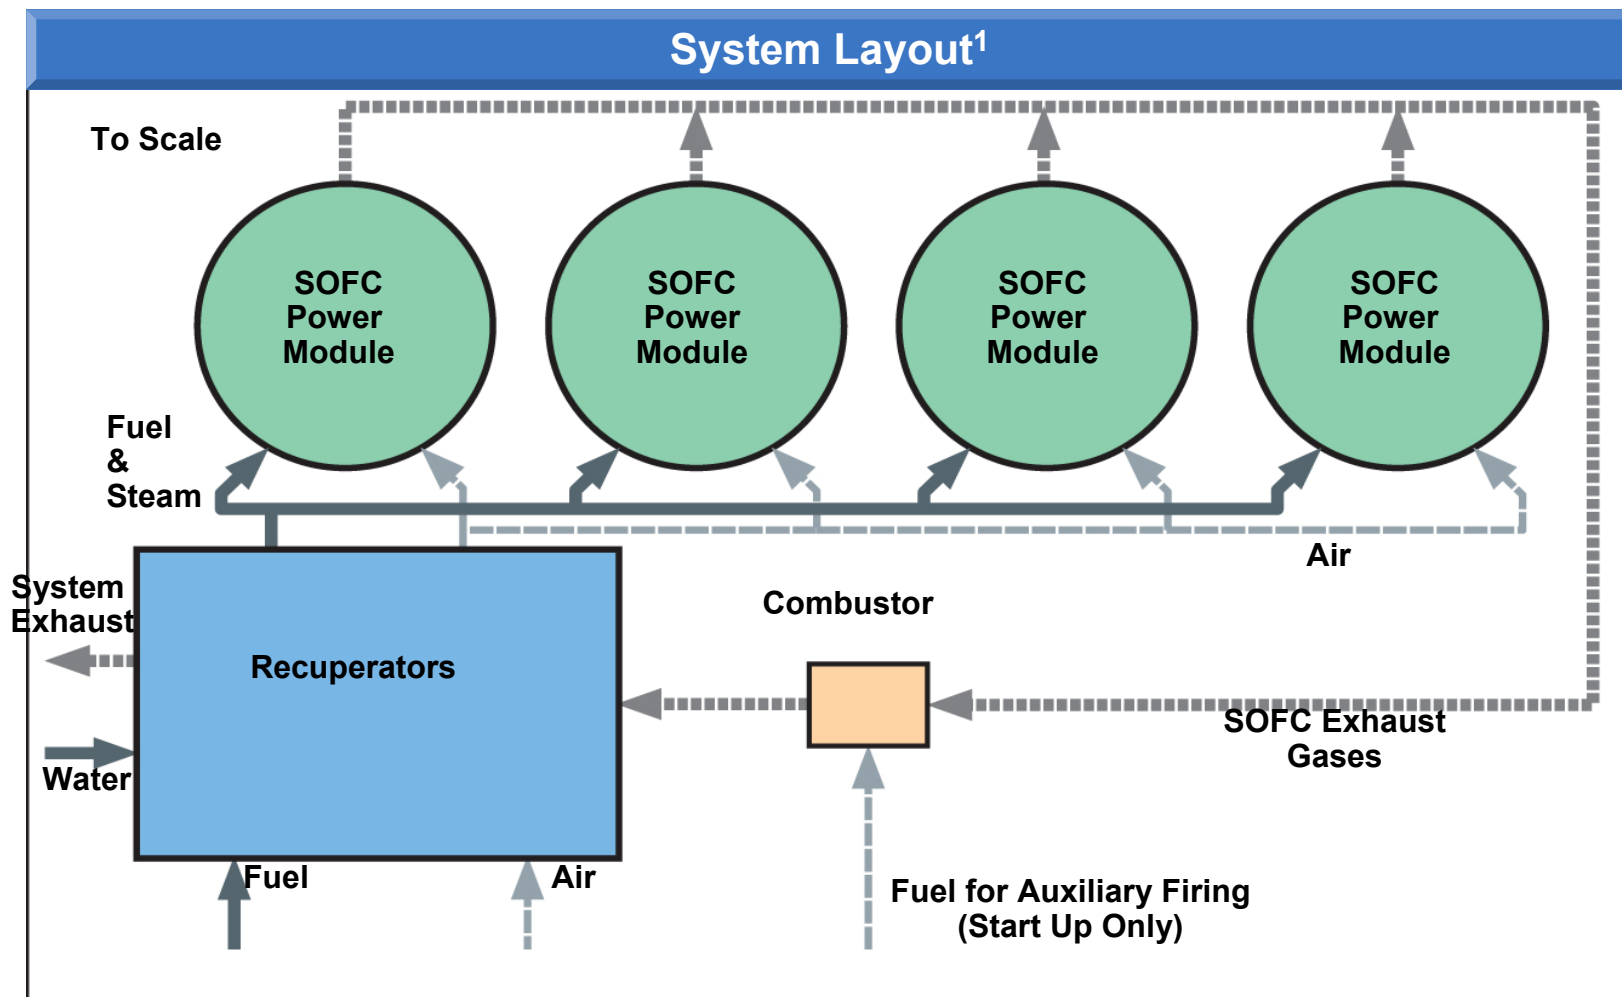 System Layout¹
To Scale
SOFC
Power
Module
SOFC
Power
Module
SOFC
Power
Module
SOFC
Power
Module
Fuel
&
Steam
Air
System
Exhaust
Combustor
Recuperators
SOFC Exhaust
Gases
Water
Fuel
Air
Fuel for Auxiliary Firing
(Start Up Only)